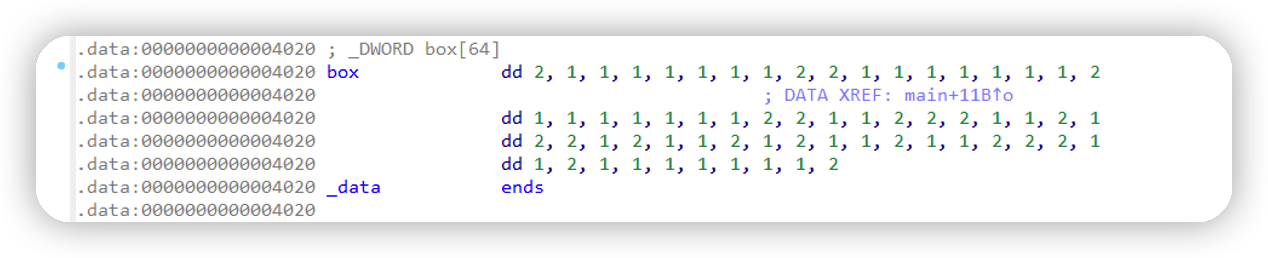 .data:0000000000004020 ; _DWORD box[64]
.data:0000000000004020 box dd 2, 1, 1, 1, 1, 1, 1, 1, 2, 2, 1, 1, 1, 1, 1, 1, 1, 2
.data:0000000000004020 ; DATA XREF: main+11B↑o
.data:0000000000004020 dd 1, 1, 1, 1, 1, 1, 1, 2, 2, 1, 1, 2, 2, 2, 1, 1, 2, 1
.data:0000000000004020 dd 2, 2, 1, 2, 1, 1, 2, 1, 2, 1, 1, 2, 1, 1, 2, 2, 2, 1
.data:0000000000004020 dd 1, 2, 1, 1, 1, 1, 1, 1, 1, 2
.data:0000000000004020 _data ends
.data:0000000000004020